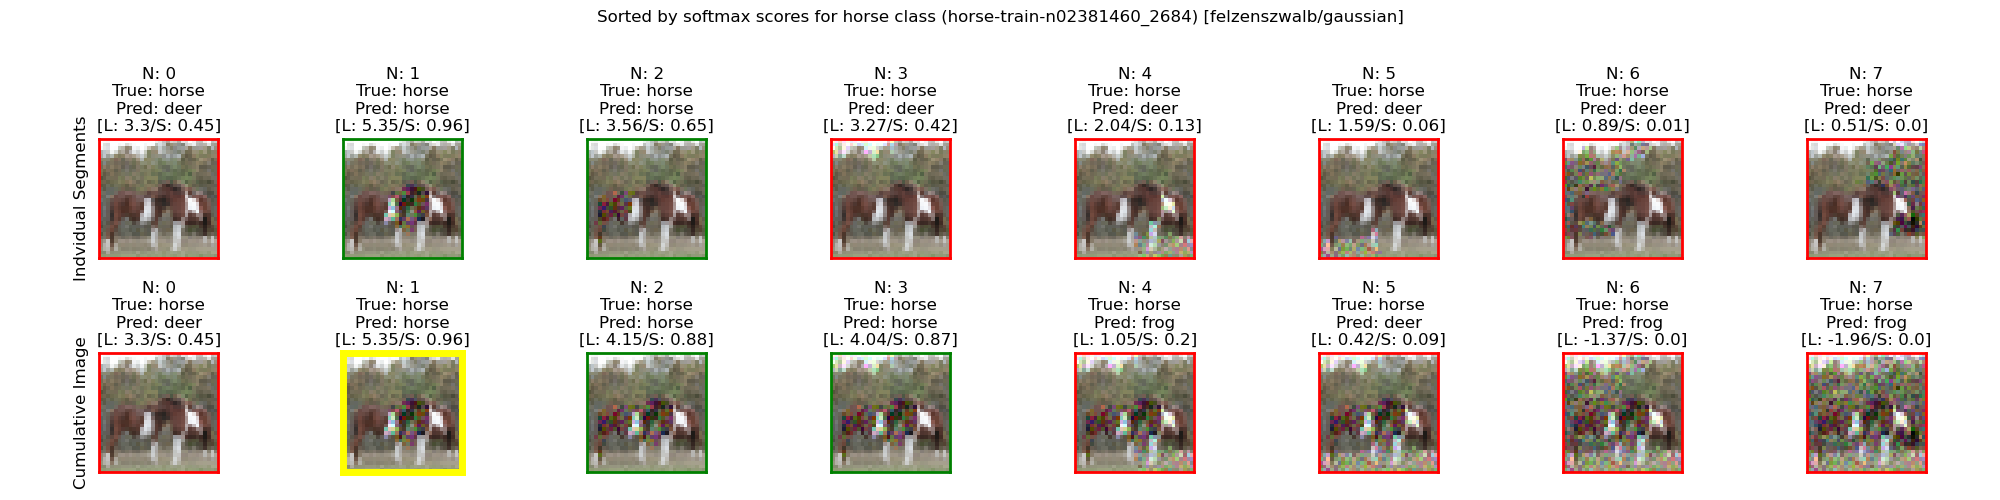 Sorted by softmax scores for horse class (horse-train-n02381460_2684) [felzenszwalb/gaussian]
Indvidual Segments
N: 0
True: horse
Pred: deer
[L: 3.3/S: 0.45]
N: 1
True: horse
Pred: horse
[L: 5.35/S: 0.96]
N: 2
True: horse
Pred: horse
[L: 3.56/S: 0.65]
N: 3
True: horse
Pred: deer
[L: 3.27/S: 0.42]
N: 4
True: horse
Pred: deer
[L: 2.04/S: 0.13]
N: 5
True: horse
Pred: deer
[L: 1.59/S: 0.06]
N: 6
True: horse
Pred: deer
[L: 0.89/S: 0.01]
N: 7
True: horse
Pred: deer
[L: 0.51/S: 0.0]
Cumulative Image
N: 0
True: horse
Pred: deer
[L: 3.3/S: 0.45]
N: 1
True: horse
Pred: horse
[L: 5.35/S: 0.96]
N: 2
True: horse
Pred: horse
[L: 4.15/S: 0.88]
N: 3
True: horse
Pred: horse
[L: 4.04/S: 0.87]
N: 4
True: horse
Pred: frog
[L: 1.05/S: 0.2]
N: 5
True: horse
Pred: deer
[L: 0.42/S: 0.09]
N: 6
True: horse
Pred: frog
[L: -1.37/S: 0.0]
N: 7
True: horse
Pred: frog
[L: -1.96/S: 0.0]